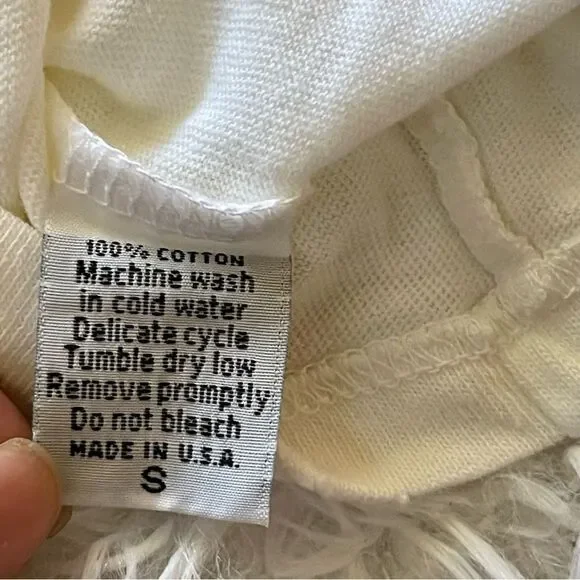 100% COTTON
Machine wash
in cold water
Delicate cycle
Tumble dry low
Remove promptly
Do not bleach
MADE IN U.S.A.
S